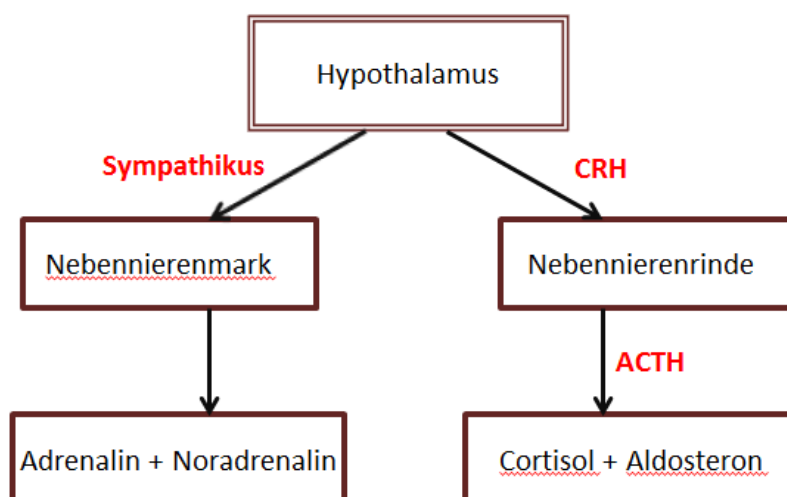 Hypothalamus
Sympathikus
CRH
Nebennierenmark
Nebennierenrinde
ACTH
Adrenalin + Noradrenalin
Cortisol + Aldosteron